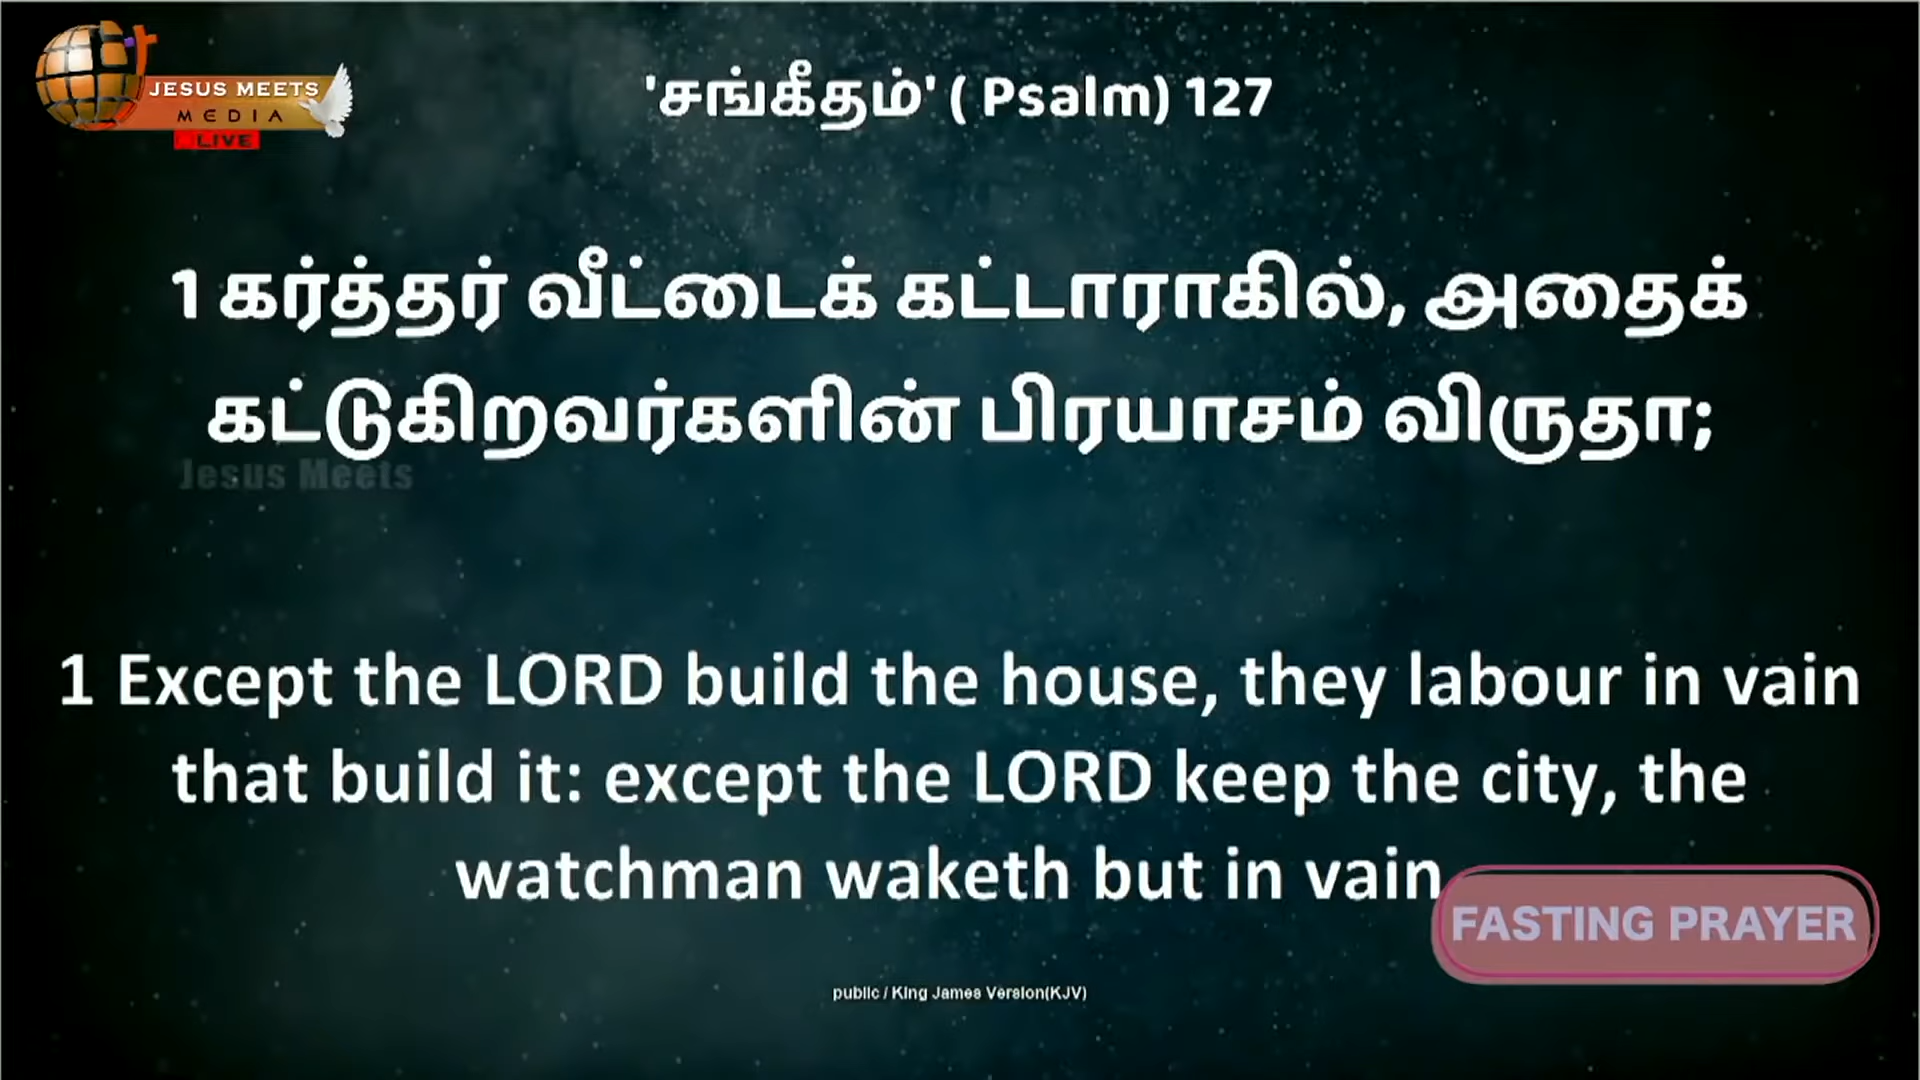 JESUS MEETS
MEDIA
LIVE
'சங்கீதம்' ( Psalm) 127
1 கர்த்தர் வீட்டைக் கட்டாராகில், அதைக்
கட்டுகிறவர்களின் பிரயாசம் விருதா;
Jesus Meets
1 Except the LORD build the house, they labour in vain
that build it: except the LORD keep the city, the
watchman waketh but in vain
FASTING PRAYER
public / King James Version(KJV)